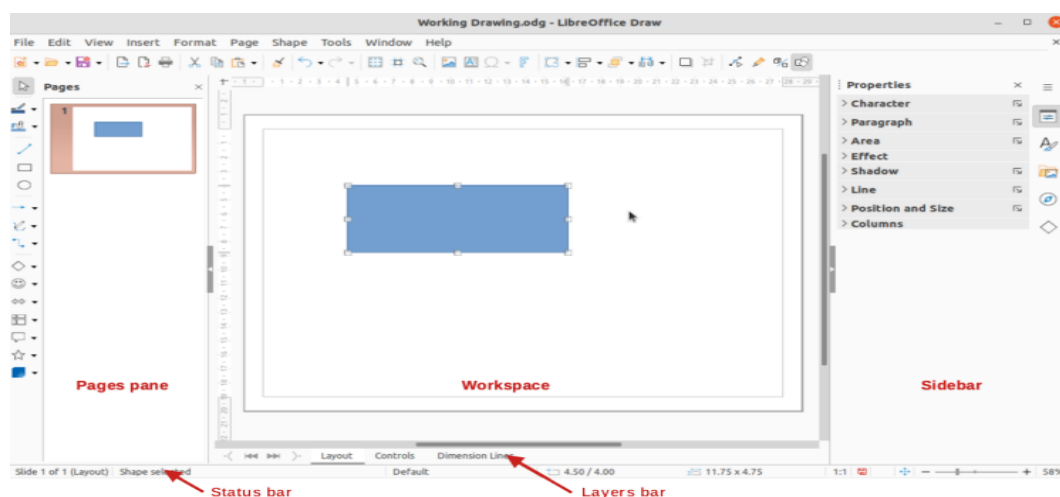 Working Drawing.odg - LibreOffice Draw
File Edit View Insert Format Page Shape Tools Window Help
Pages
1
Properties
Character
Paragraph
Area
Effect
Shadow
Line
Position and Size
Columns
Pages pane
Workspace
Sidebar
Layout Controls Dimension Lines
Slide 1 of 1 (Layout) Shape selected Default 4.50 / 4.00 11.75 x 4.75 1:1 58%
Status bar
Layers bar